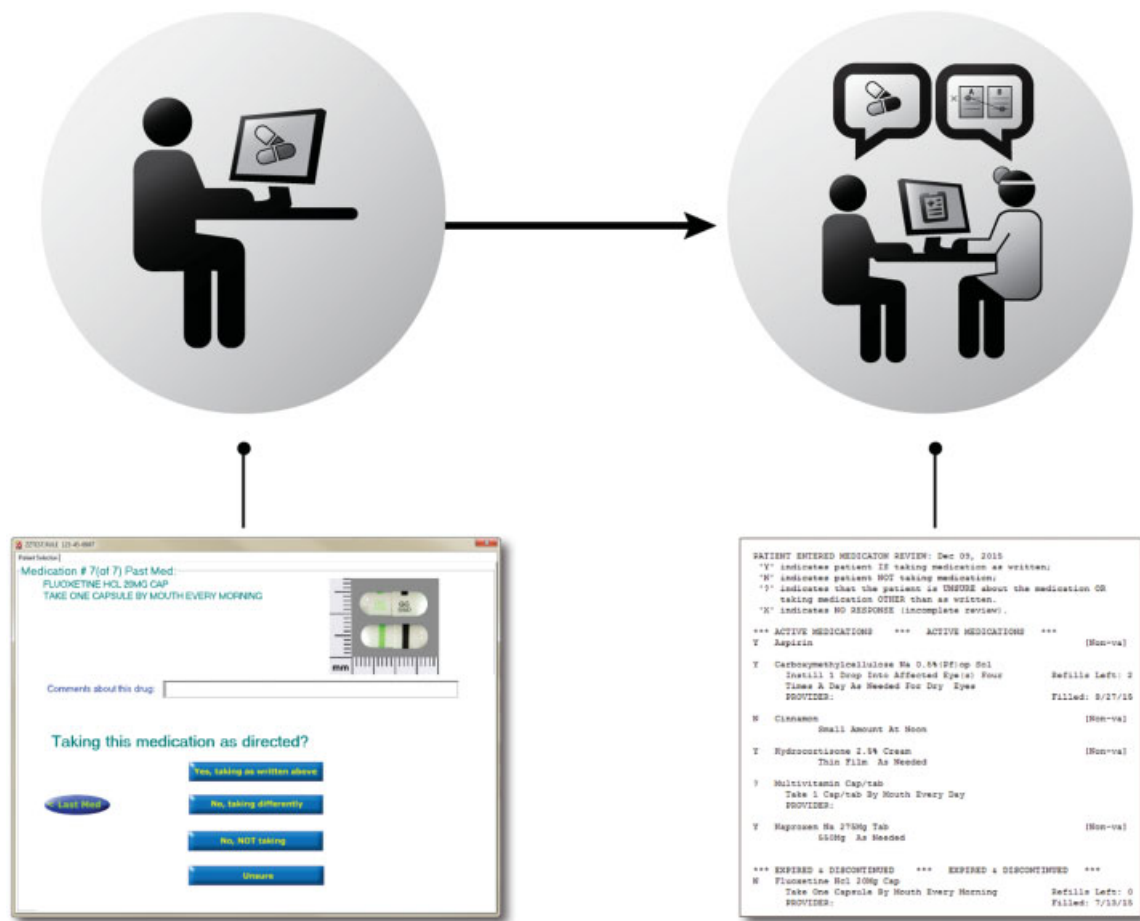 A B
X
ZZTEST,MALE 123-45-6987
Patient Selector
Medication # 7(of 7) Past Med:
FLUOXETINE HCL 20MG CAP
TAKE ONE CAPSULE BY MOUTH EVERY MORNING
GG
mm
Comments about this drug:
Taking this medication as directed?
Yes, taking as written above
< Last Med
No, taking differently
No, NOT taking
Unsure
PATIENT ENTERED MEDICATON REVIEW: Dec 09, 2015
"Y" indicates patient IS taking medication as written;
"N" indicates patient NOT taking medication;
"?" indicates that the patient is UNSURE about the medication OR
taking medication OTHER than as written.
"X" indicates NO RESPONSE (incomplete review).
*** ACTIVE MEDICATIONS *** ACTIVE MEDICATIONS ***
Y Aspirin [Non-va]
Y Carboxymethylcellulose Na 0.5%(Pf)op Sol
Instill 1 Drop Into Affected Eye(s) Four Refills Left: 2
Times A Day As Needed For Dry Eyes
PROVIDER: Filled: 8/27/15
N Cinnamon [Non-va]
Small Amount At Noon
Y Hydrocortisone 2.5% Cream [Non-va]
Thin Film As Needed
? Multivitamin Cap/tab
Take 1 Cap/tab By Mouth Every Day
PROVIDER:
Y Naproxen Na 275Mg Tab [Non-va]
550Mg As Needed
*** EXPIRED & DISCONTINUED *** EXPIRED & DISCONTINUED ***
N Fluoxetine Hcl 20Mg Cap
Take One Capsule By Mouth Every Morning Refills Left: 0
PROVIDER: Filled: 7/13/15